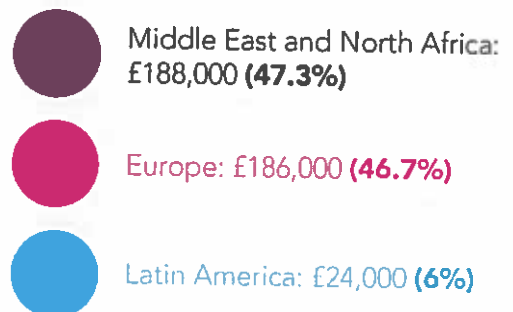 Middle East and North Africa:
£188,000 (47.3%)
Europe: £186,000 (46.7%)
Latin America: £24,000 (6%)